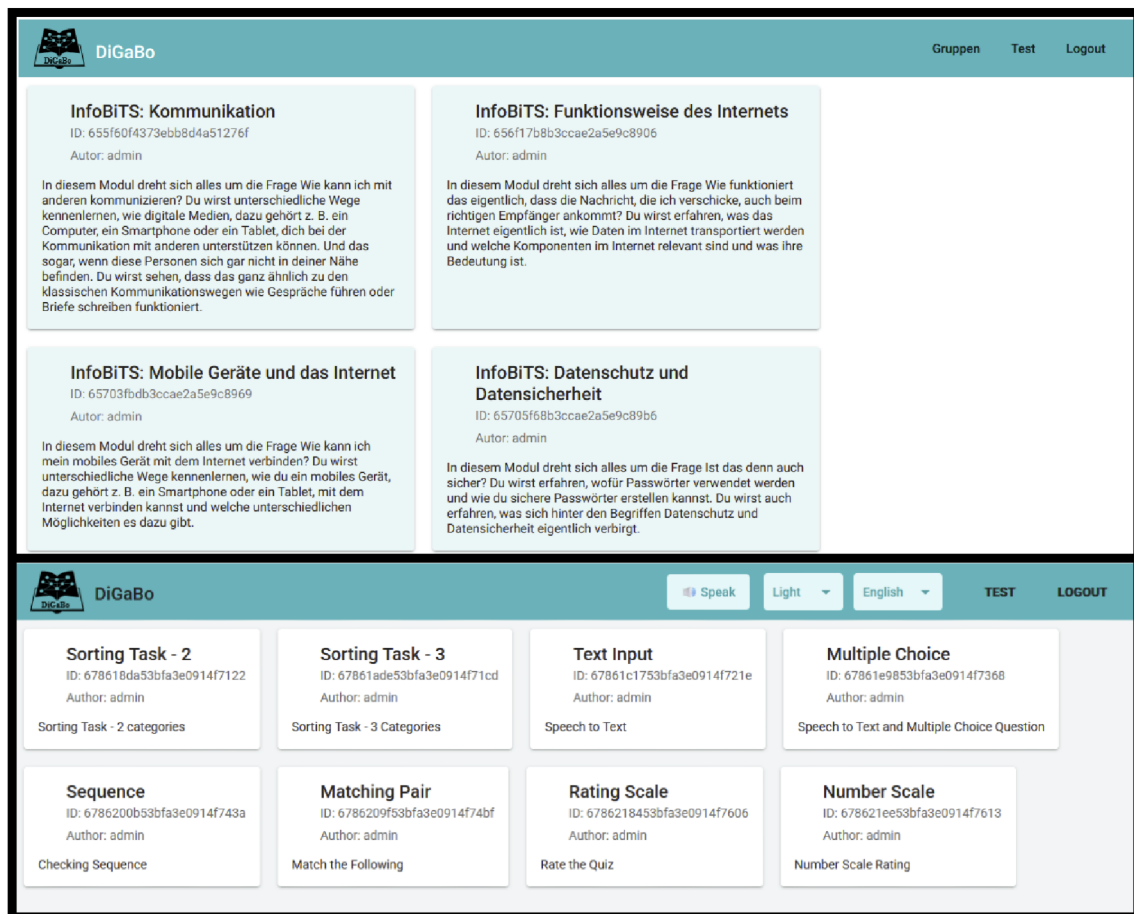 DiGaBo
DiGaBo
Gruppen
Test
Logout
InfoBiTS: Kommunikation
ID: 655f60f4373ebb8d4a51276f
Autor: admin
In diesem Modul dreht sich alles um die Frage Wie kann ich mit
anderen kommunizieren? Du wirst unterschiedliche Wege
kennenlernen, wie digitale Medien, dazu gehört z. B. ein
Computer, ein Smartphone oder ein Tablet, dich bei der
Kommunikation mit anderen unterstützen können. Und das
sogar, wenn diese Personen sich gar nicht in deiner Nähe
befinden. Du wirst sehen, dass das ganz ähnlich zu den
klassischen Kommunikationswegen wie Gespräche führen oder
Briefe schreiben funktioniert.
InfoBiTS: Funktionsweise des Internets
ID: 656f17b8b3ccae2a5e9c8906
Autor: admin
In diesem Modul dreht sich alles um die Frage Wie funktioniert
das eigentlich, dass die Nachricht, die ich verschicke, auch beim
richtigen Empfänger ankommt? Du wirst erfahren, was das
Internet eigentlich ist, wie Daten im Internet transportiert werden
und welche Komponenten im Internet relevant sind und was ihre
Bedeutung ist.
InfoBiTS: Mobile Geräte und das Internet
ID: 65703fbdb3ccae2a5e9c8969
Autor: admin
In diesem Modul dreht sich alles um die Frage Wie kann ich
mein mobiles Gerät mit dem Internet verbinden? Du wirst
unterschiedliche Wege kennenlernen, wie du ein mobiles Gerät,
dazu gehört z. B. ein Smartphone oder ein Tablet, mit dem
Internet verbinden kannst und welche unterschiedlichen
Möglichkeiten es dazu gibt.
InfoBiTS: Datenschutz und
Datensicherheit
ID: 65705f68b3ccae2a5e9c89b6
Autor: admin
In diesem Modul dreht sich alles um die Frage Ist das denn auch
sicher? Du wirst erfahren, wofür Passwörter verwendet werden
und wie du sichere Passwörter erstellen kannst. Du wirst auch
erfahren, was sich hinter den Begriffen Datenschutz und
Datensicherheit eigentlich verbirgt.
DiGaBo
DiGaBo
Speak
Light
English
TEST
LOGOUT
Sorting Task - 2
ID: 678618da53bfa3e0914f7122
Author: admin
Sorting Task - 2 categories
Sorting Task - 3
ID: 67861ade53bfa3e0914f71cd
Author: admin
Sorting Task - 3 Categories
Text Input
ID: 67861c1753bfa3e0914f721e
Author: admin
Speech to Text
Multiple Choice
ID: 67861e9853bfa3e0914f7368
Author: admin
Speech to Text and Multiple Choice Question
Sequence
ID: 6786200b53bfa3e0914f743a
Author: admin
Checking Sequence
Matching Pair
ID: 6786209f53bfa3e0914f74bf
Author: admin
Match the Following
Rating Scale
ID: 6786218453bfa3e0914f7606
Author: admin
Rate the Quiz
Number Scale
ID: 678621ee53bfa3e0914f7613
Author: admin
Number Scale Rating